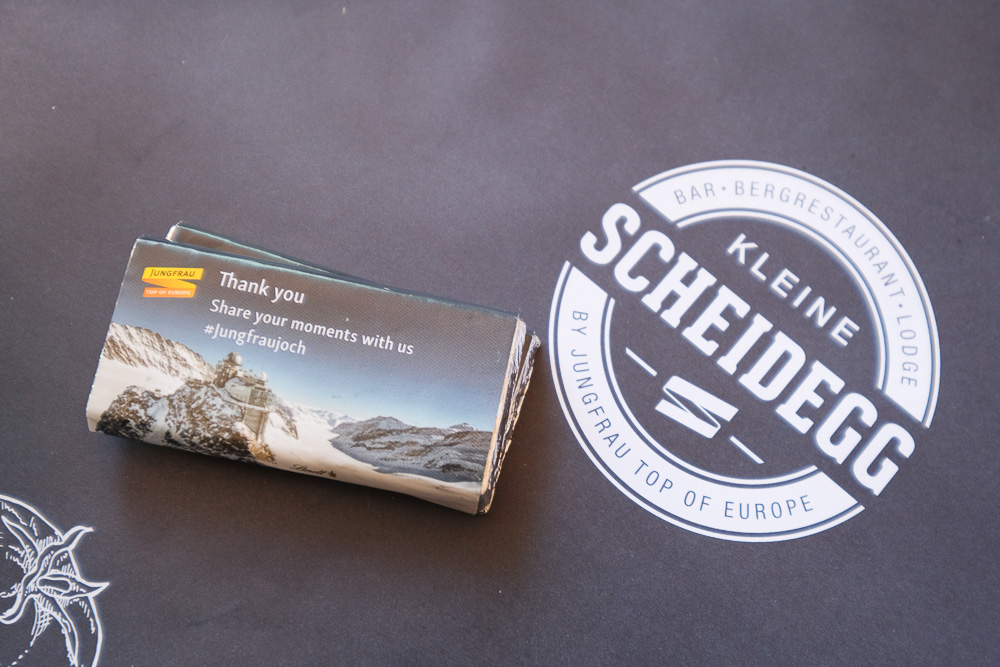 JUNGFRAU
TOP OF EUROPE
Thank you
Share your moments with us
#Jungfraujoch
Lindt
BAR • BERGRESTAURANT • LODGE
KLEINE
SCHEIDEGG
BY JUNGFRAU TOP OF EUROPE